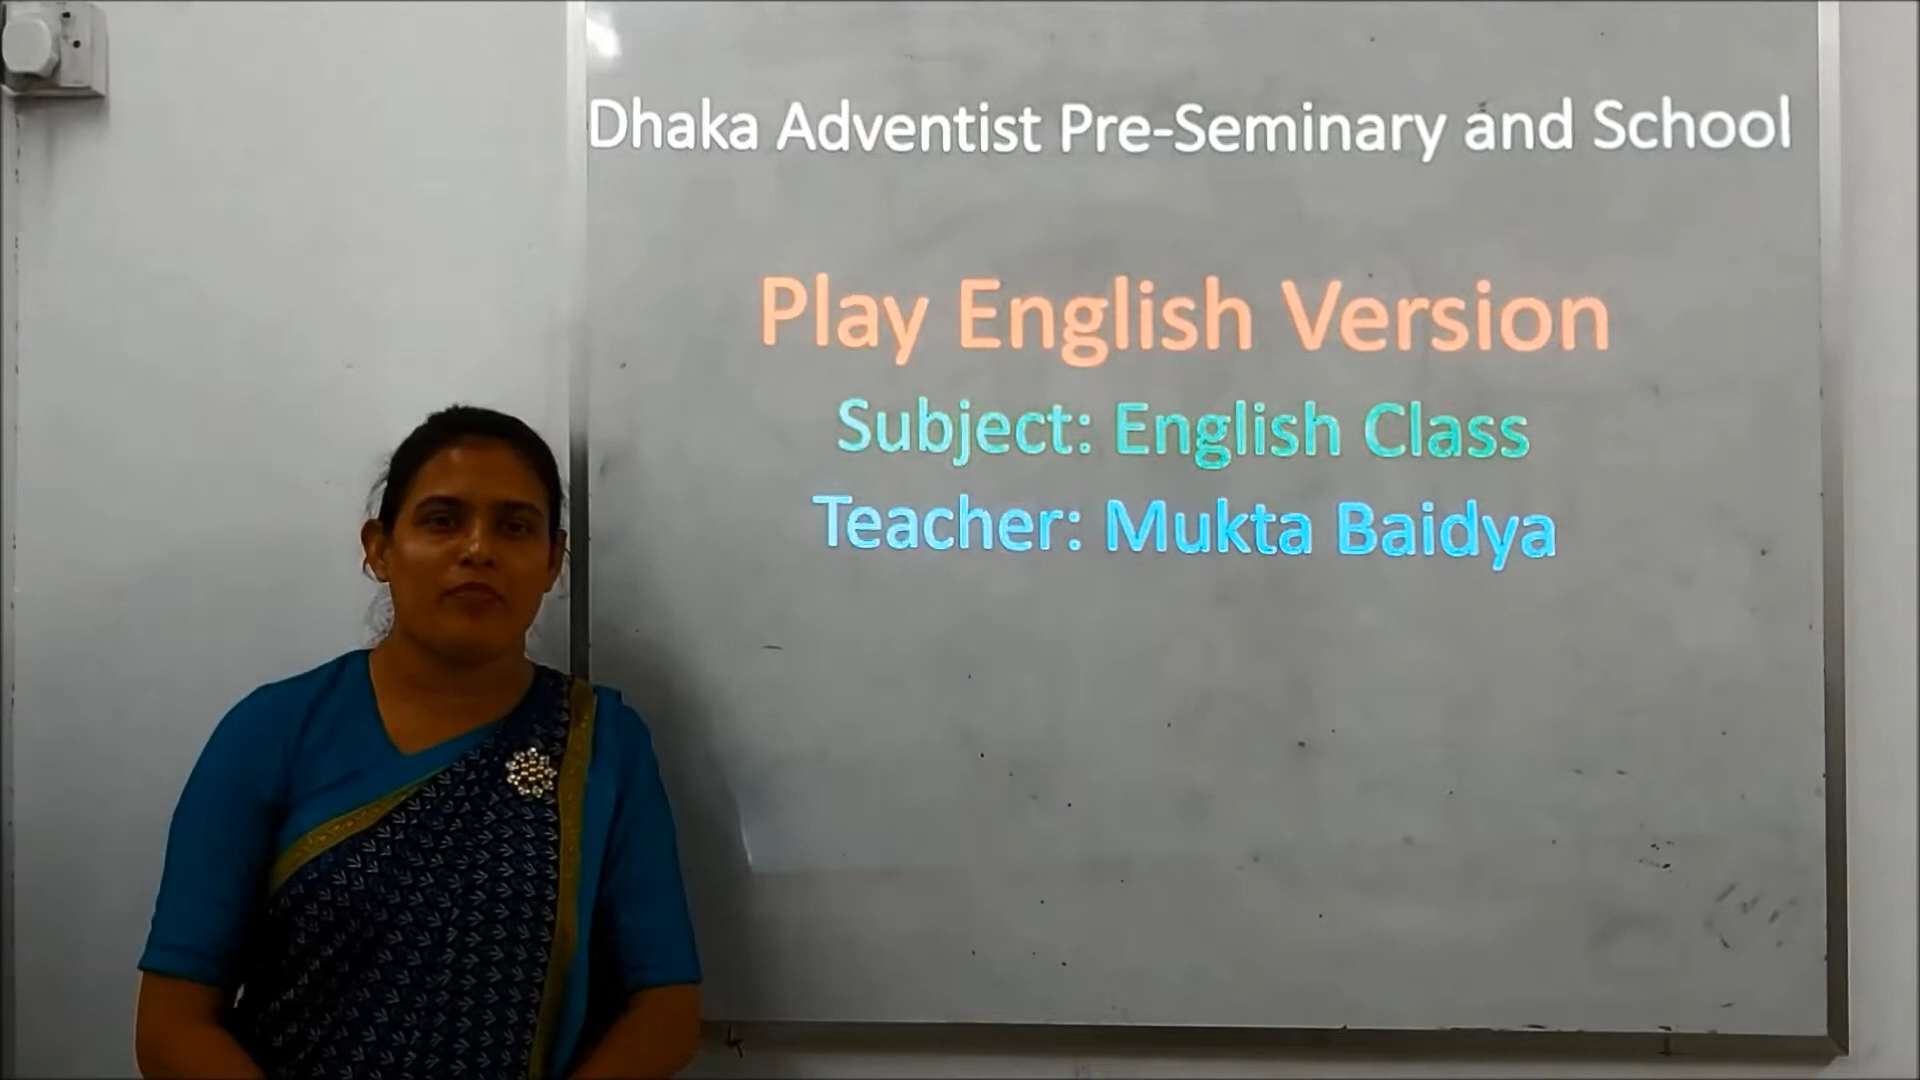 Dhaka Adventist Pre-Seminary and School
Play English Version
Subject: English Class
Teacher: Mukta Baidya